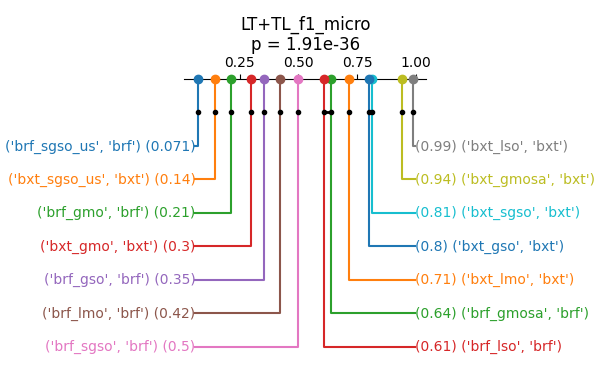 LT+TL_f1_micro
p = 1.91e-36
0.25 0.50 0.75 1.00
('brf_sgso_us', 'brf') (0.071) (0.99) ('bxt_lso', 'bxt')
('bxt_sgso_us', 'bxt') (0.14) (0.94) ('bxt_gmosa', 'bxt')
('brf_gmo', 'brf') (0.21) (0.81) ('bxt_sgso', 'bxt')
('bxt_gmo', 'bxt') (0.3) (0.8) ('bxt_gso', 'bxt')
('brf_gso', 'brf') (0.35) (0.71) ('bxt_lmo', 'bxt')
('brf_lmo', 'brf') (0.42) (0.64) ('brf_gmosa', 'brf')
('brf_sgso', 'brf') (0.5) (0.61) ('brf_lso', 'brf')